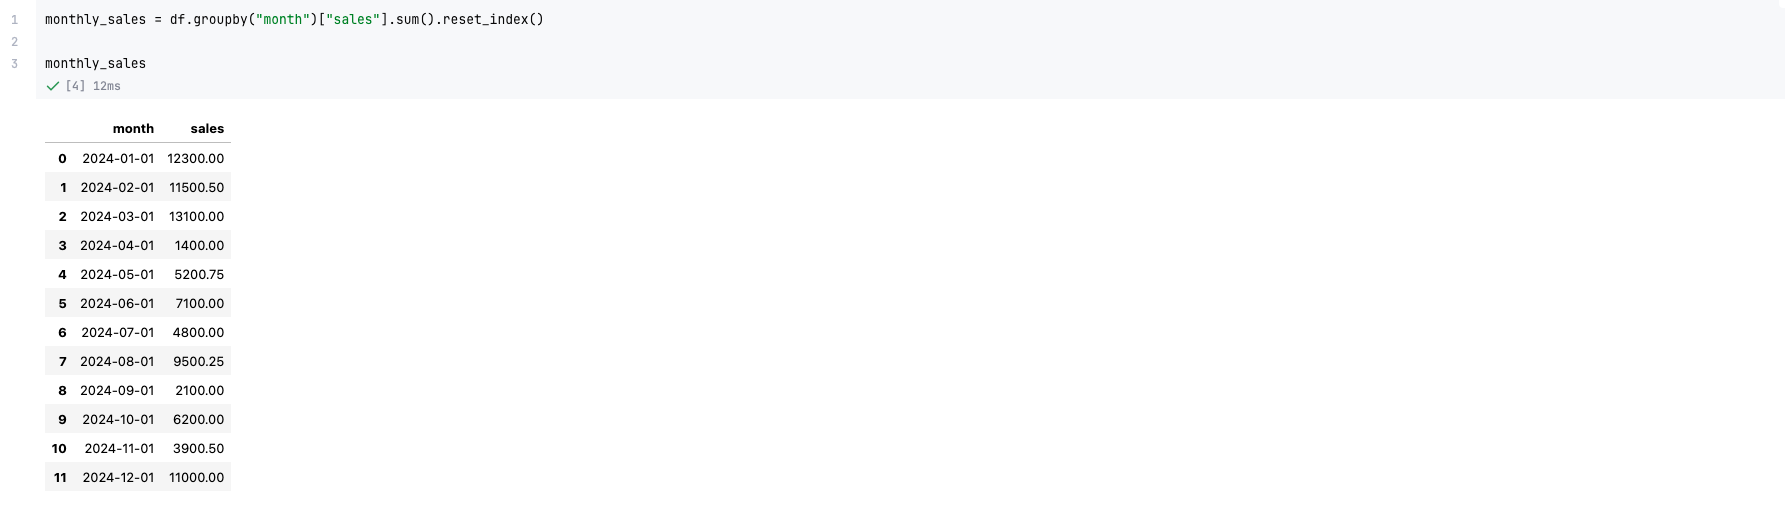 1 monthly_sales = df.groupby("month")["sales"].sum().reset_index()
2
3 monthly_sales
[4] 12ms
month sales
0 2024-01-01 12300.00
1 2024-02-01 11500.50
2 2024-03-01 13100.00
3 2024-04-01 1400.00
4 2024-05-01 5200.75
5 2024-06-01 7100.00
6 2024-07-01 4800.00
7 2024-08-01 9500.25
8 2024-09-01 2100.00
9 2024-10-01 6200.00
10 2024-11-01 3900.50
11 2024-12-01 11000.00